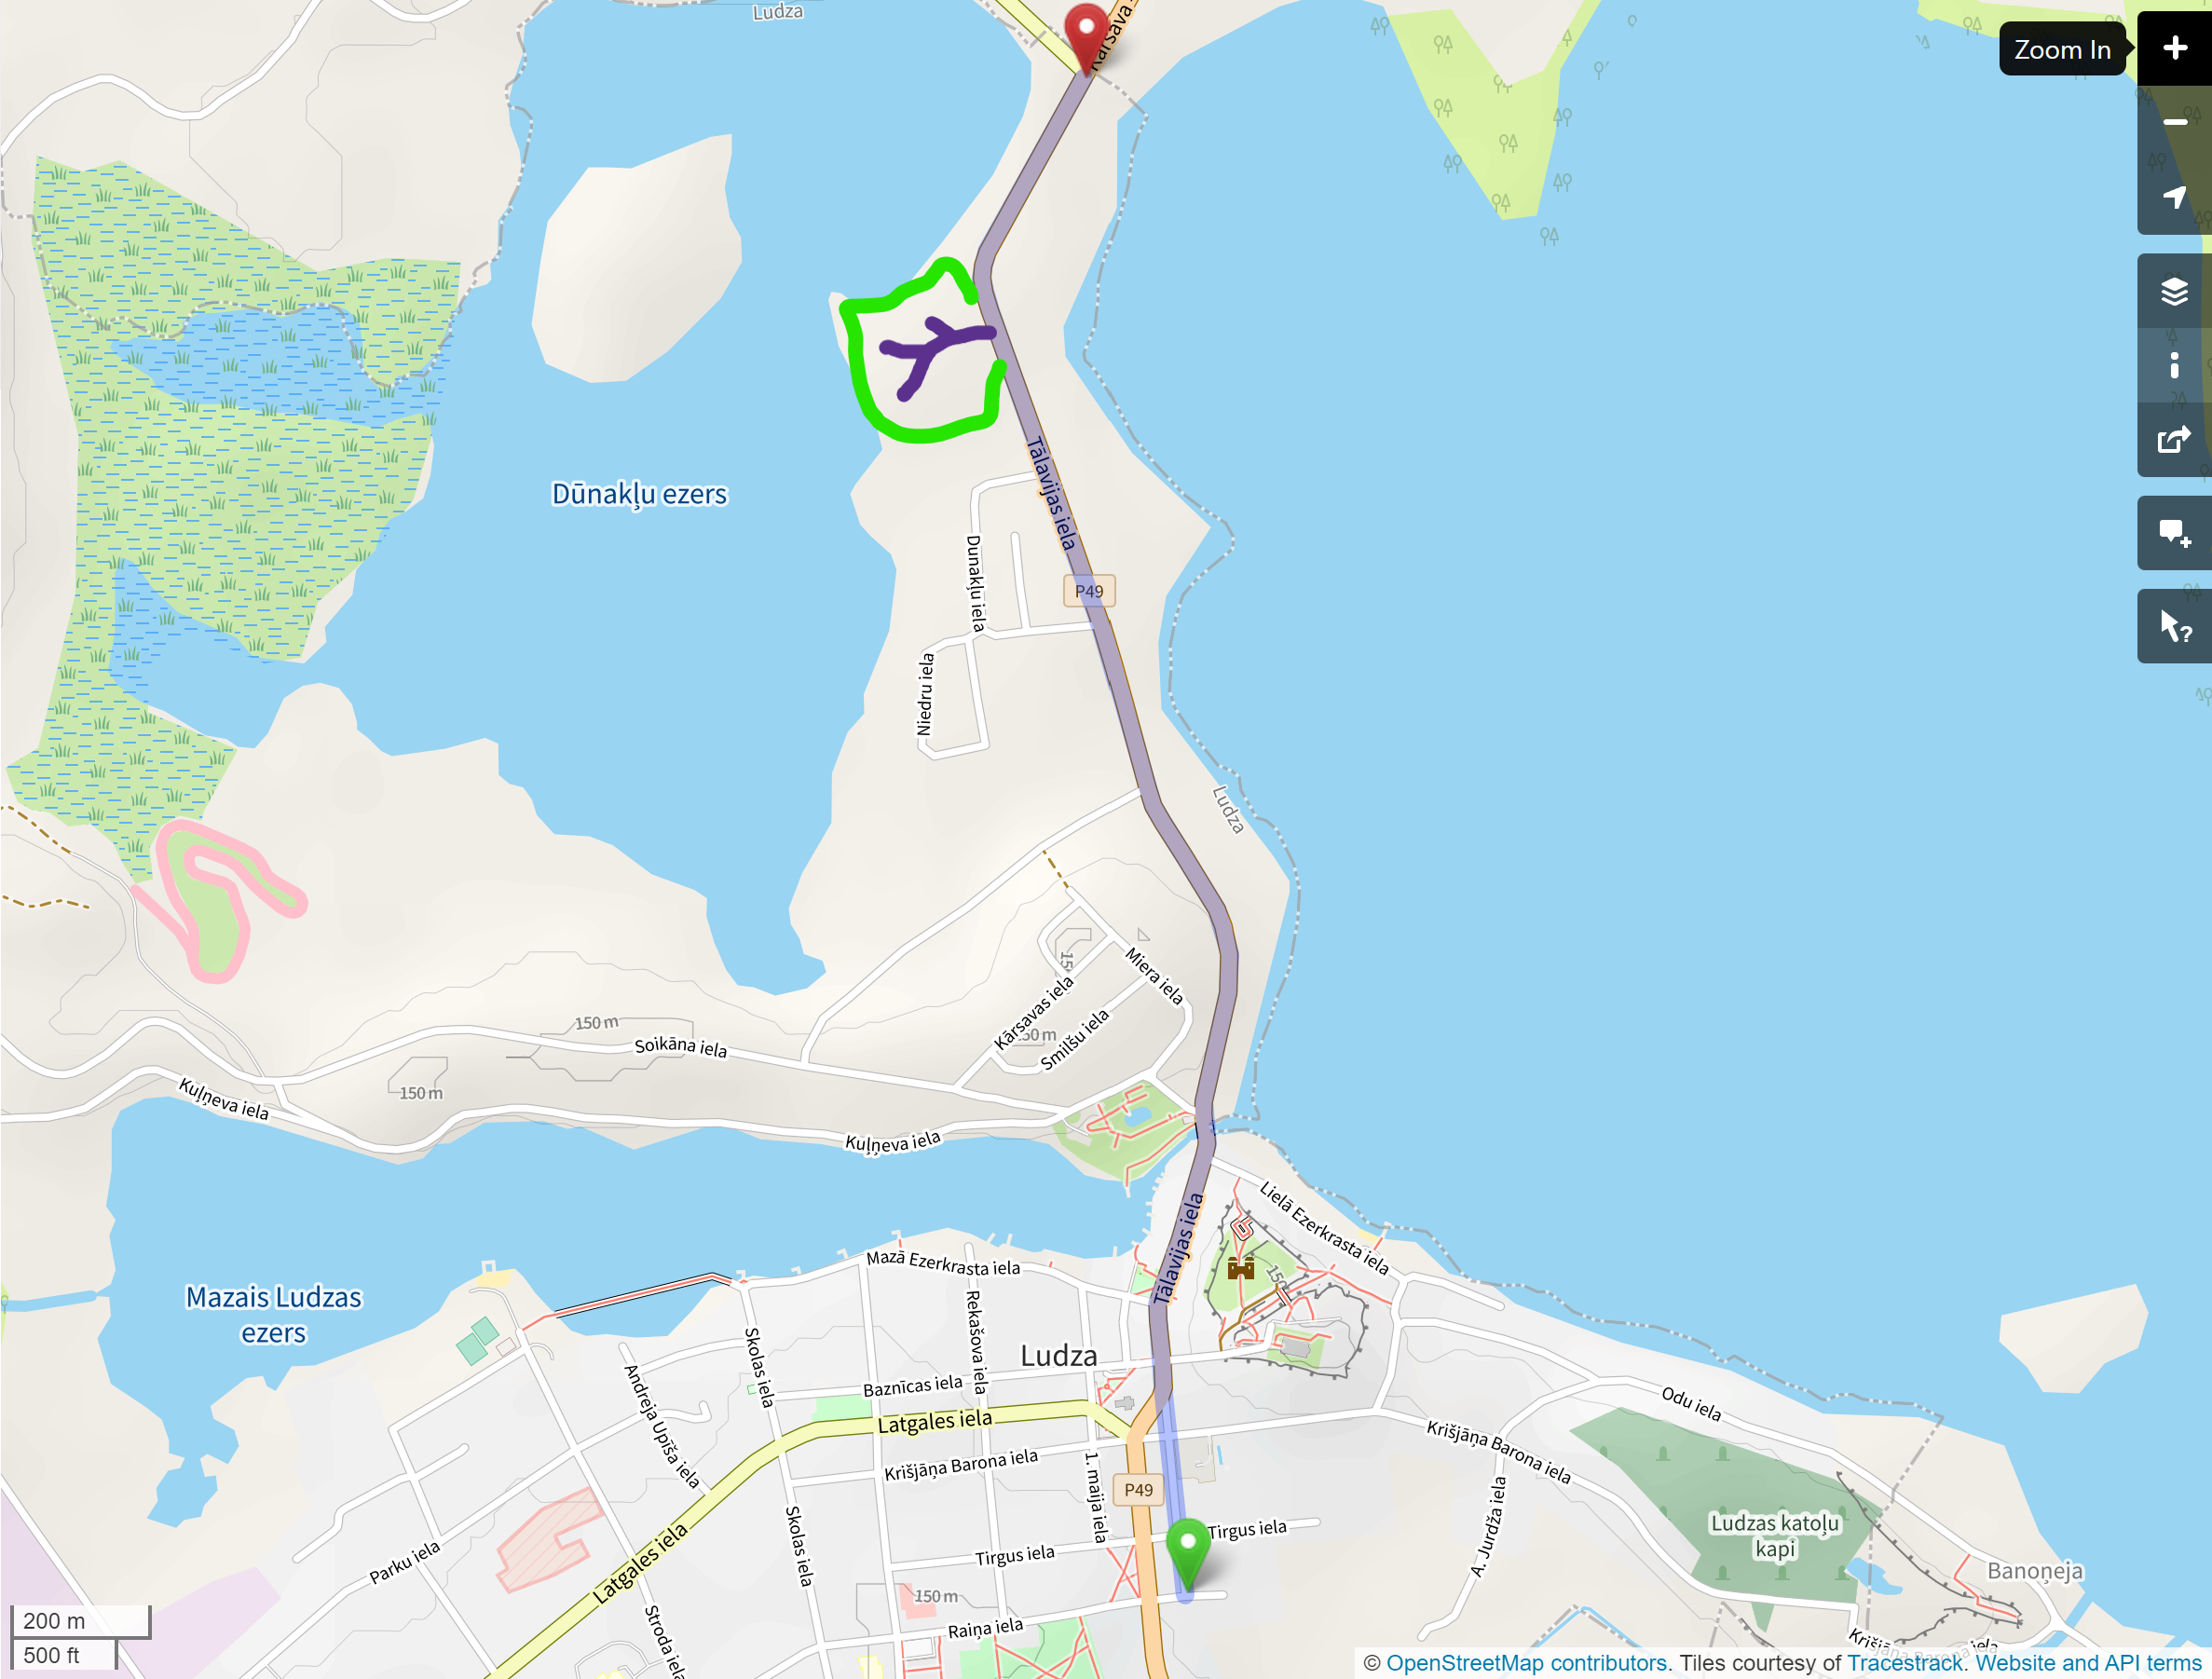 Ludza
Kārsava
Zoom In
Dūnakļu ezers
Tālavijas iela
Dunakļu iela
P49
Niedru iela
Ludza
Miera iela
Kārsavas iela
Smilšu iela
150 m
Soikāna iela
150 m
Kuļņeva iela
Kuļņeva iela
Lielā Ezerkrasta iela
Tālavijas iela
Mazā Ezerkrasta iela
Mazais Ludzas
ezers
Rekašova iela
Skolas iela
Ludza
Baznīcas iela
Andreja Upīša iela
Latgales iela
Odu iela
Krišjāņa Barona iela
Krišjāņa Barona iela
1. maija iela
P49
A. Jurdža iela
Ludzas katoļu
kapi
Skolas iela
Tirgus iela
Tirgus iela
Parku iela
Latgales iela
Banoņeja
150 m
Raiņa iela
Stroda iela
200 m
500 ft
© OpenStreetMap contributors. Tiles courtesy of Tracestrack. Website and API terms